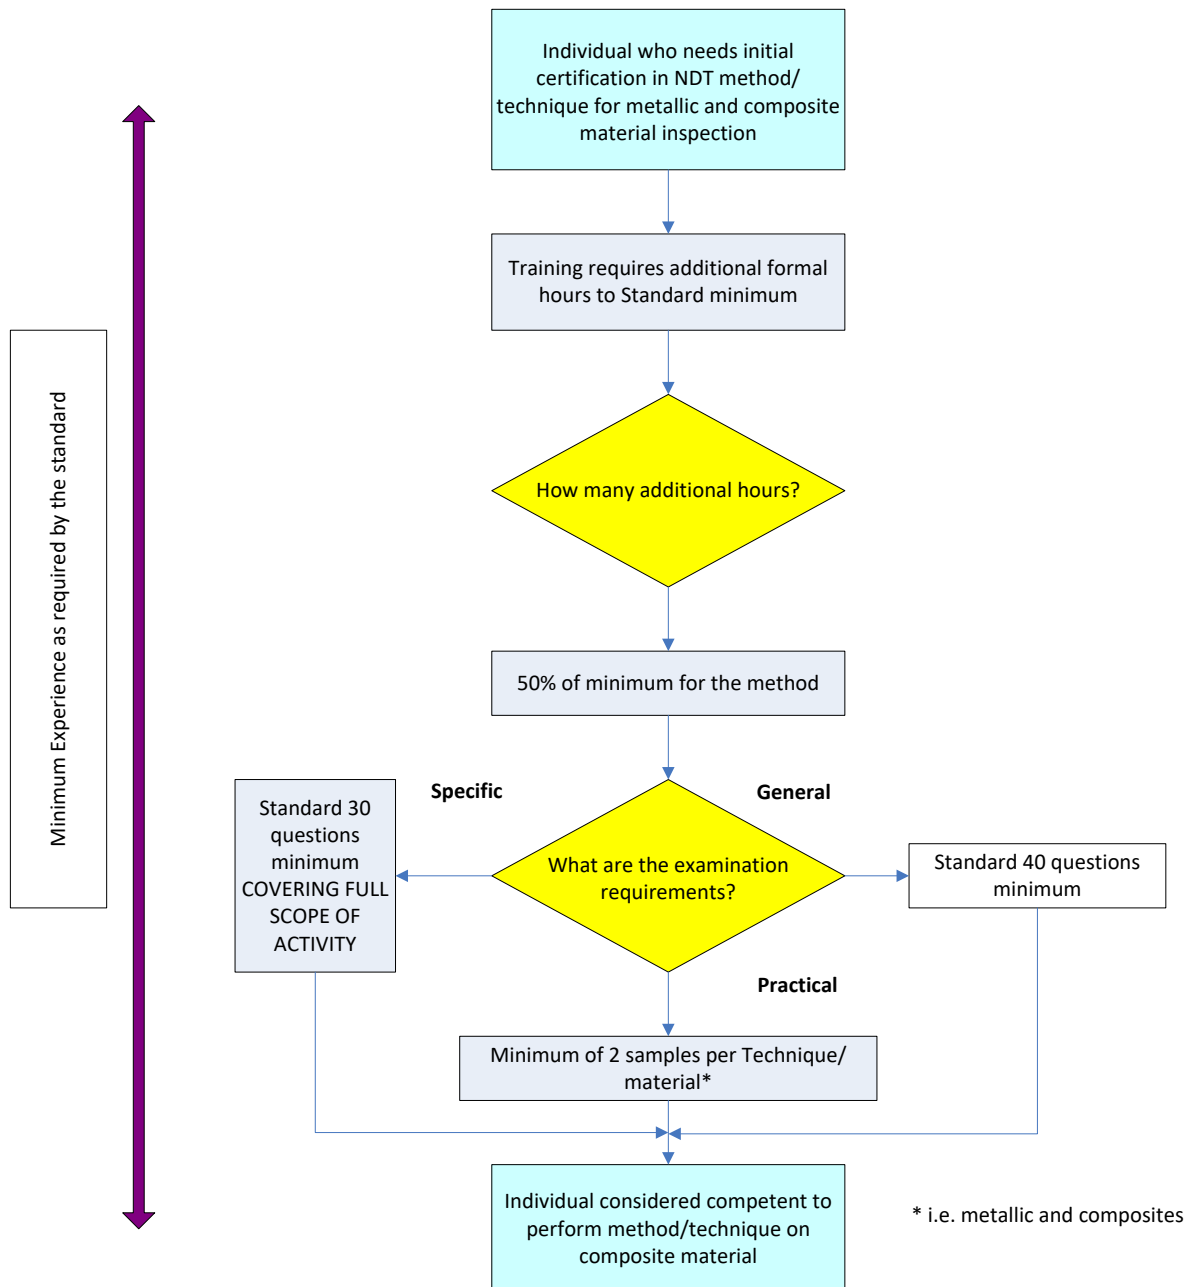 Individual who needs initial
certification in NDT method/
technique for metallic and composite
material inspection
Training requires additional formal
hours to Standard minimum
Minimum Experience as required by the standard
How many additional hours?
50% of minimum for the method
Specific
General
Standard 30
questions
minimum
COVERING FULL
SCOPE OF
ACTIVITY
What are the examination
requirements?
Standard 40 questions
minimum
Practical
Minimum of 2 samples per Technique/
material*
Individual considered competent to
perform method/technique on
composite material
* i.e. metallic and composites